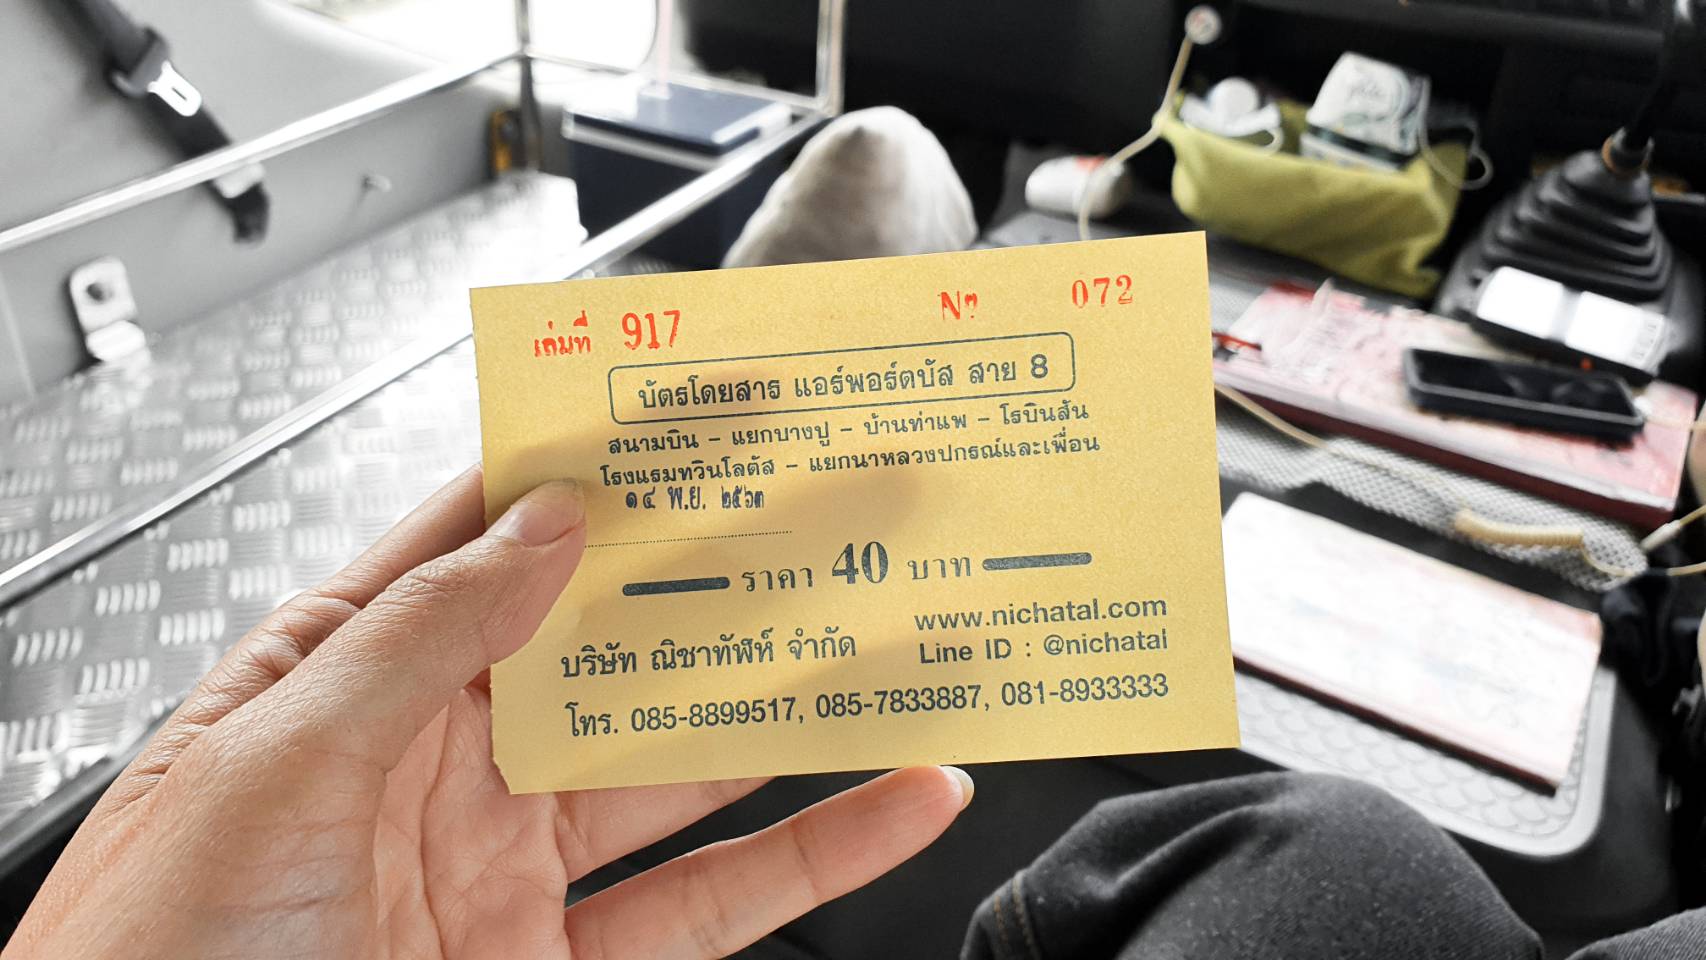 เล่มที่ 917 Nº 072
บัตรโดยสาร แอร์พอร์ตบัส สาย 8
สนามบิน - แยกบางปู - บ้านท่าแพ - โรบินสัน
โรงแรมทวินโลตัส - แยกนาหลวงปกรณ์และเพื่อน
๑๔ พ.ย. ๒๕๖๓
ราคา 40 บาท
www.nichatal.com
บริษัท ณิชาทัฬห์ จำกัด Line ID : @nichatal
โทร. 085-8899517, 085-7833887, 081-8933333